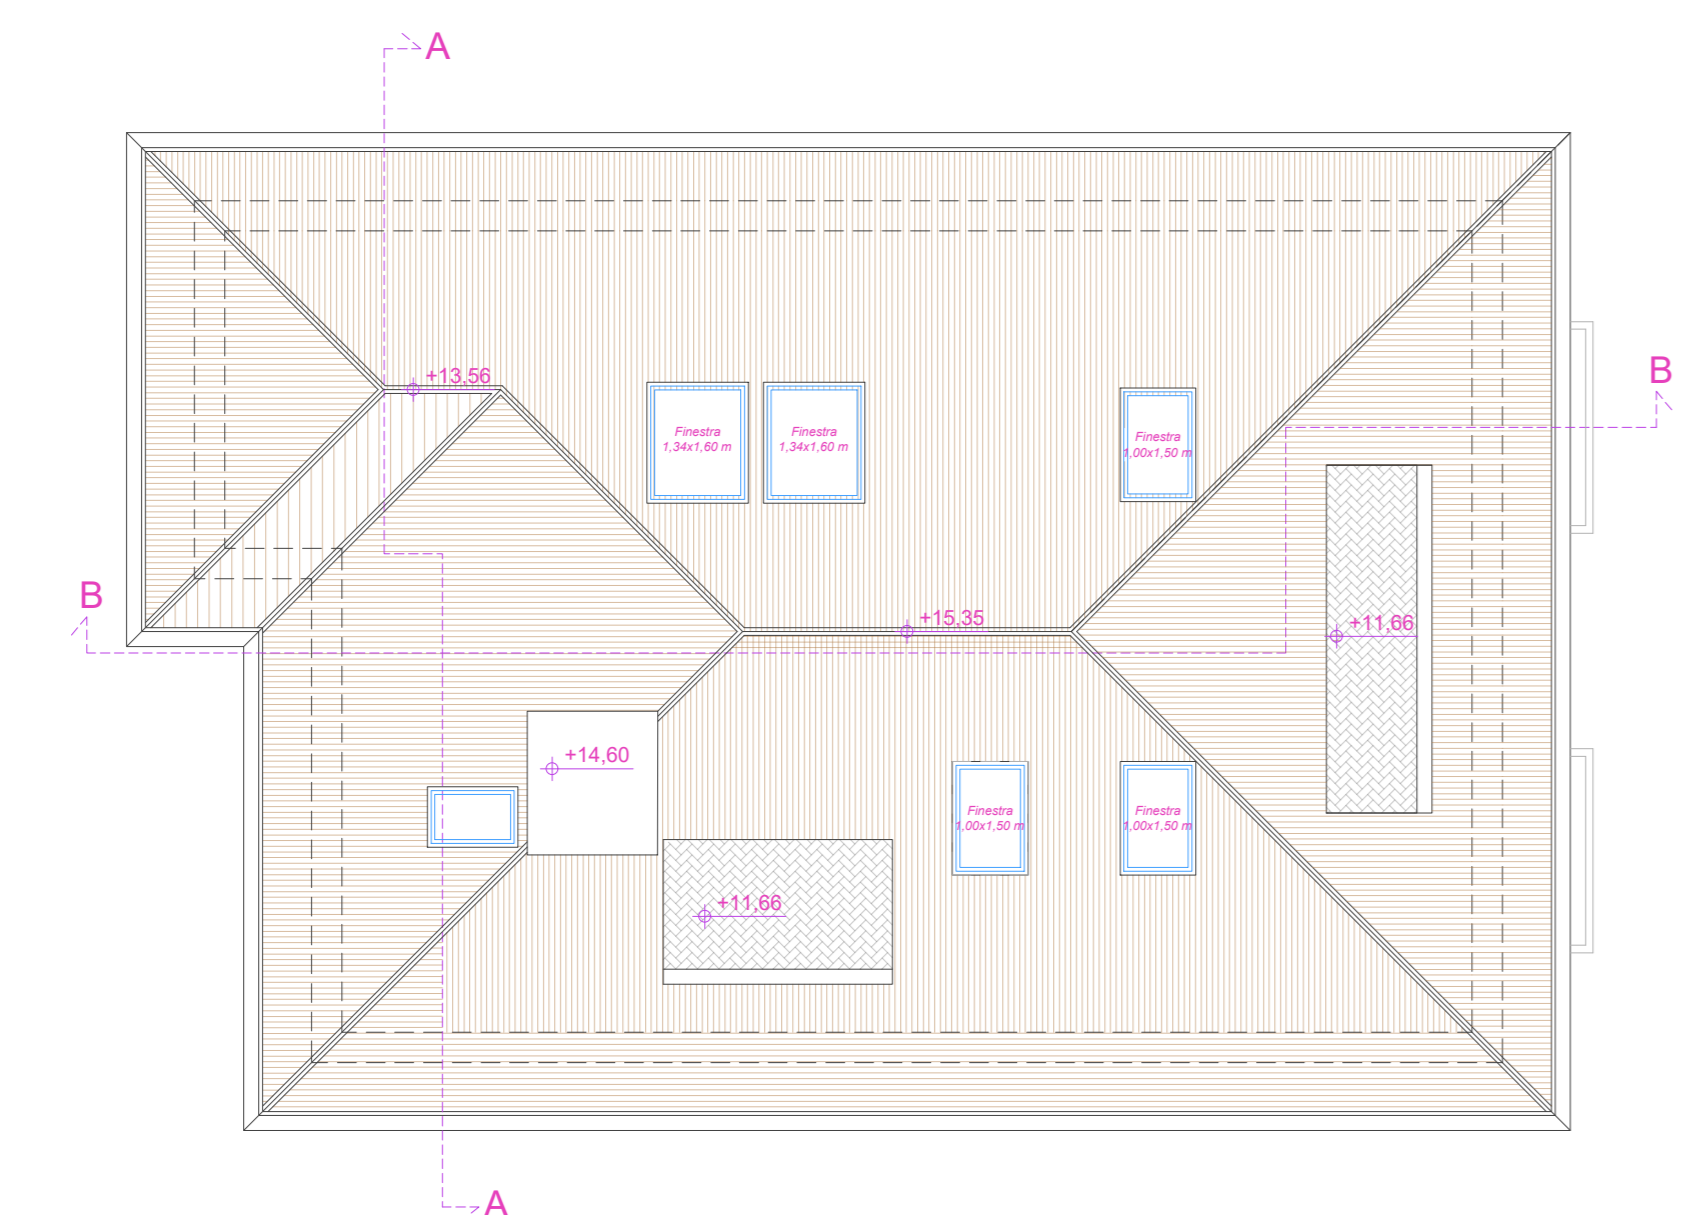 A
B
+13,56
Finestra
1,34x1,60 m
Finestra
1,34x1,60 m
Finestra
1,00x1,50 m
B
+15,35
+11,66
+14,60
Finestra
1,00x1,50 m
Finestra
1,00x1,50 m
+11,66
A